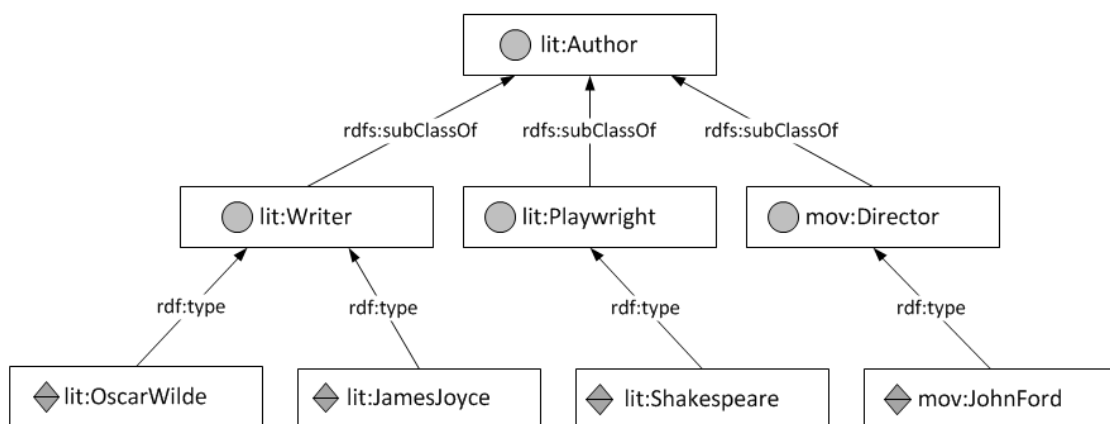 lit:Author
rdfs:subClassOf rdfs:subClassOf rdfs:subClassOf
lit:Writer lit:Playwright mov:Director
rdf:type rdf:type rdf:type rdf:type
lit:OscarWilde lit:JamesJoyce lit:Shakespeare mov:JohnFord